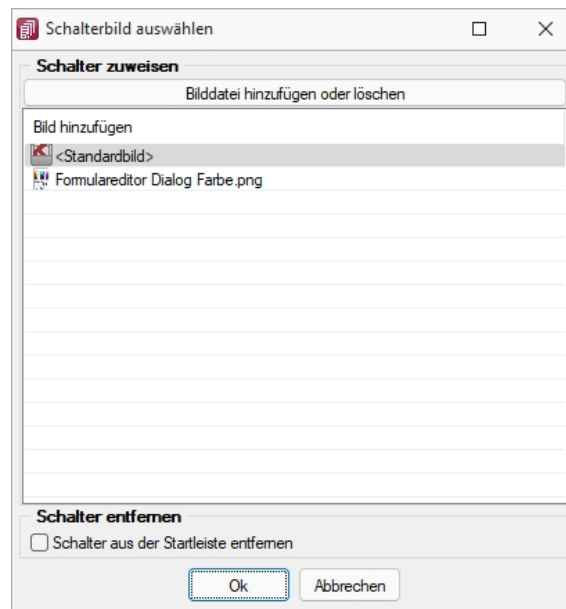 Schalterbild auswählen
Schalter zuweisen
Bilddatei hinzufügen oder löschen
Bild hinzufügen
<Standardbild>
Formulareditor Dialog Farbe.png
Schalter entfernen
Schalter aus der Startleiste entfernen
Ok
Abbrechen